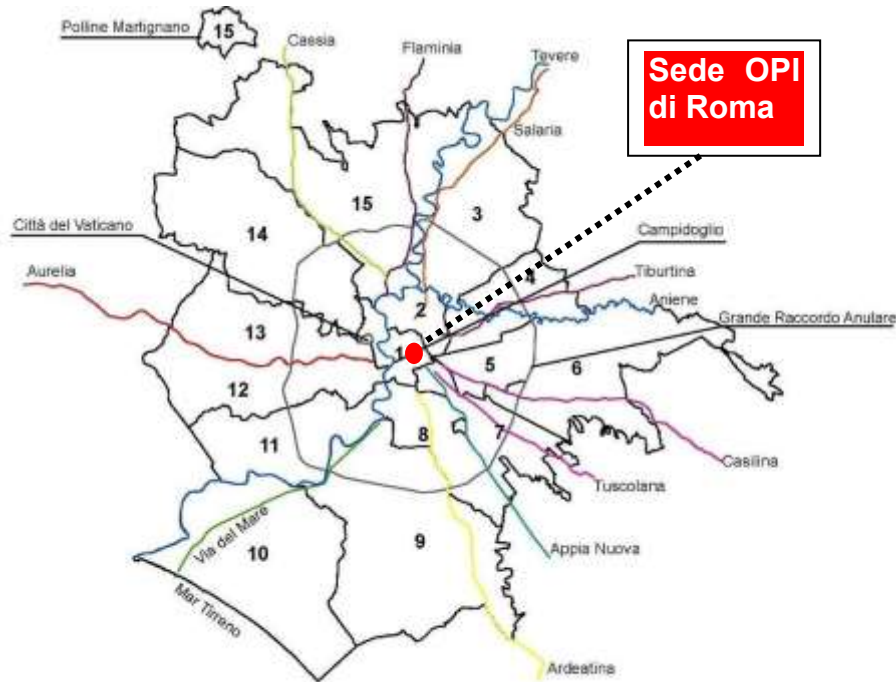 Polline Martignano
15
Cassia
Flaminia
Tevere
Sede OPI
di Roma
Salaria
15
3
14
Città del Vaticano
Campidoglio
4
Tiburtina
Aurelia
Aniene
2
Grande Raccordo Anulare
13
1
5
6
12
8
7
11
Casilina
Tuscolana
Via del Mare
9
Appia Nuova
10
Mar Tirreno
Ardeatina